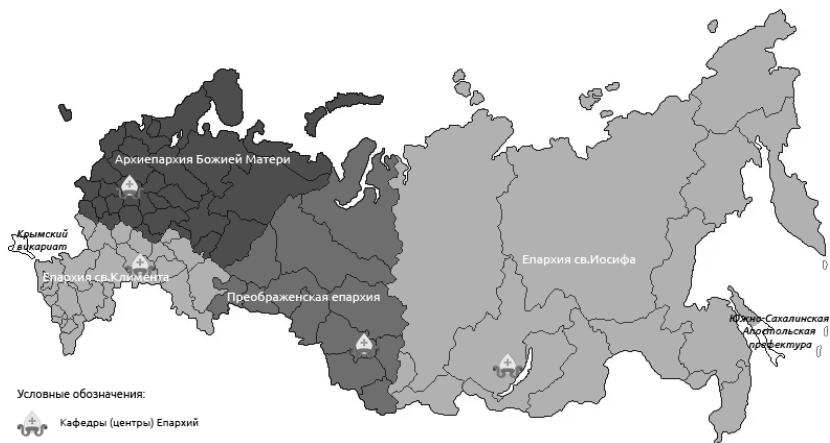 Архиепархия Божией Матери
Крымский
викариат
Епархия св.Климента
Преображенская епархия
Епархия св.Иосифа
Южно-Сахалинская
Апостольская
префектура
Условные обозначения:
Кафедры (центры) Епархий